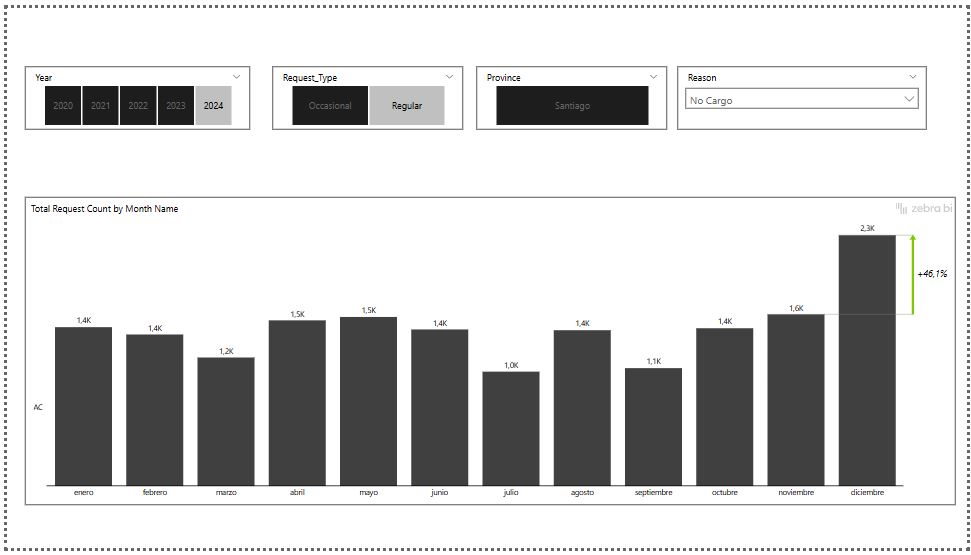 Year
2020 2021 2022 2023 2024
Request_Type
Occasional Regular
Province
Santiago
Reason
No Cargo
Total Request Count by Month Name
zebra bi
1,4K 1,4K 1,2K 1,5K 1,5K 1,4K 1,0K 1,4K 1,1K 1,4K 1,6K 2,3K
+46,1%
AC
enero febrero marzo abril mayo junio julio agosto septiembre octubre noviembre diciembre